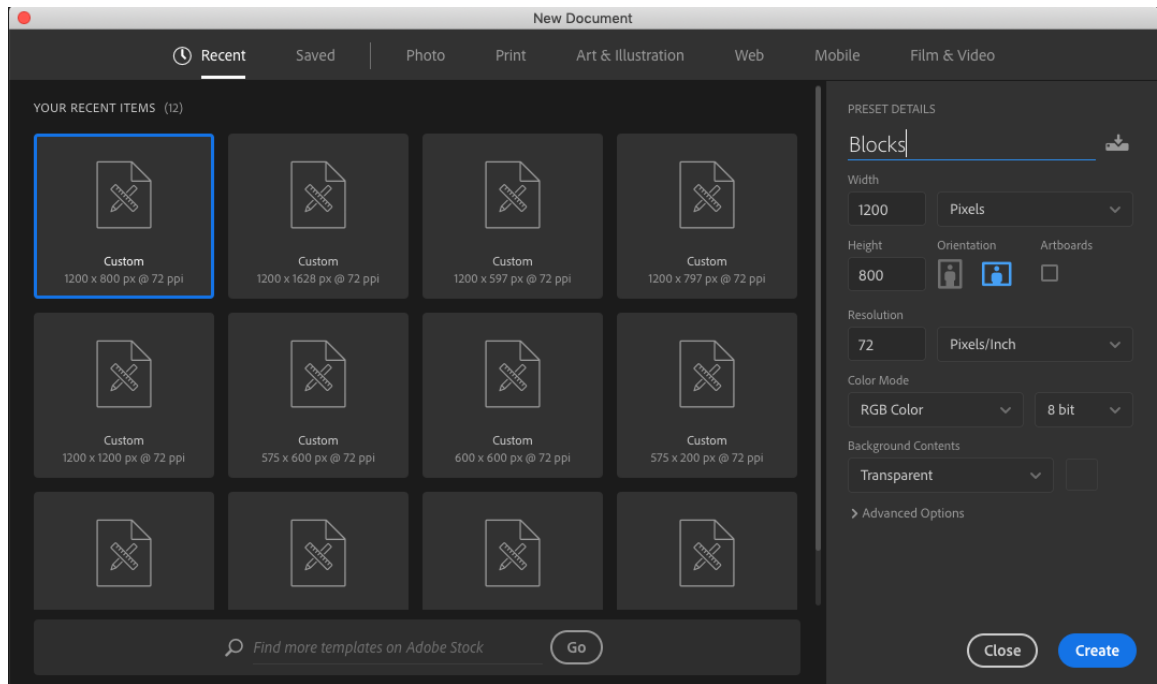 New Document
Recent Saved Photo Print Art & Illustration Web Mobile Film & Video
YOUR RECENT ITEMS (12)
Custom
1200 x 800 px @ 72 ppi
Custom
1200 x 1628 px @ 72 ppi
Custom
1200 x 597 px @ 72 ppi
Custom
1200 x 797 px @ 72 ppi
Custom
1200 x 1200 px @ 72 ppi
Custom
575 x 600 px @ 72 ppi
Custom
600 x 600 px @ 72 ppi
Custom
575 x 200 px @ 72 ppi
Find more templates on Adobe Stock Go
PRESET DETAILS
Blocks
Width
1200 Pixels
Height Orientation Artboards
800
Resolution
72 Pixels/Inch
Color Mode
RGB Color 8 bit
Background Contents
Transparent
Advanced Options
Close Create